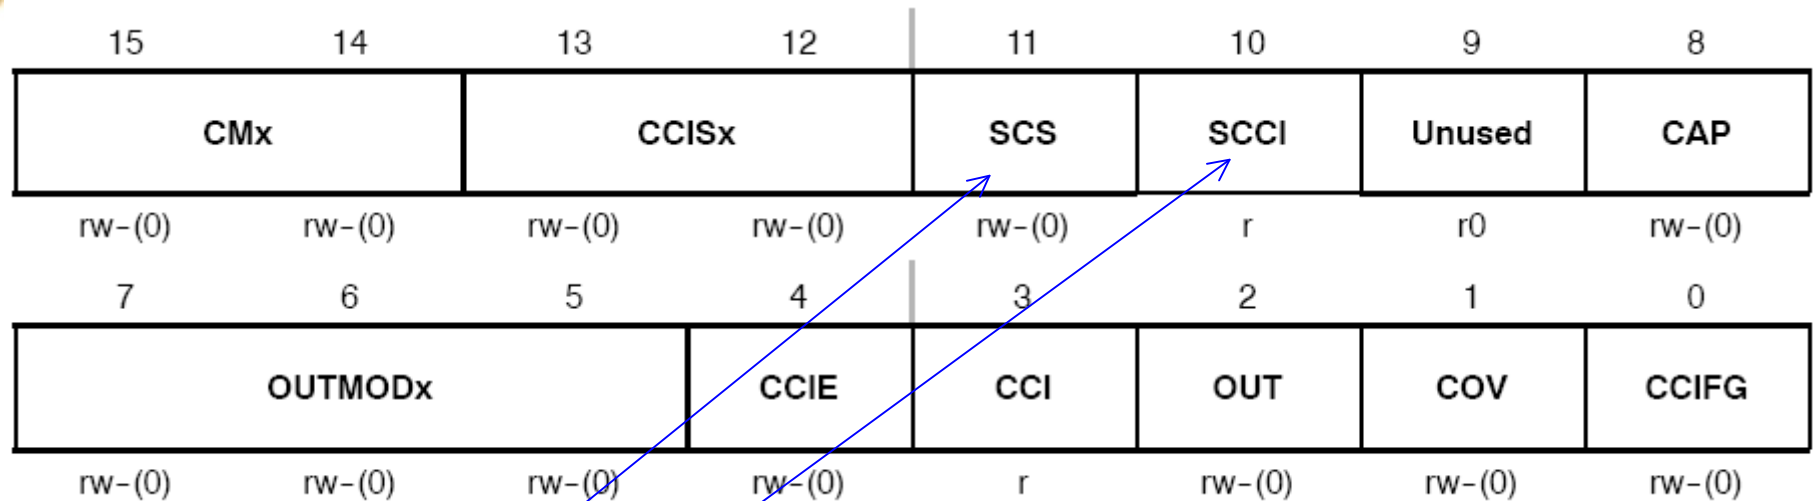 15 14 13 12 11 10 9 8
CMx CCISx SCS SCCI Unused CAP
rw-(0) rw-(0) rw-(0) rw-(0) rw-(0) r r0 rw-(0)
7 6 5 4 3 2 1 0
OUTMODx CCIE CCI OUT COV CCIFG
rw-(0) rw-(0) rw-(0) rw-(0) r rw-(0) rw-(0) rw-(0)